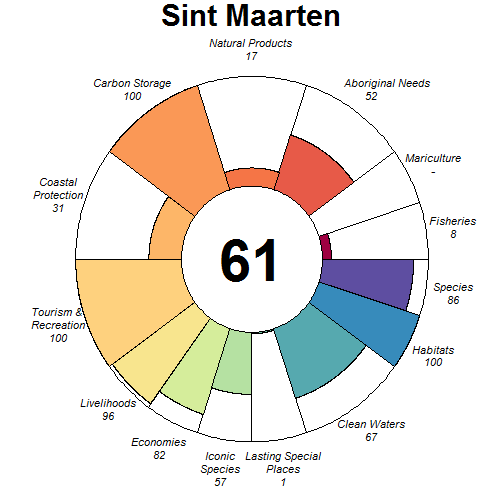 Sint Maarten
Natural Products
17
Carbon Storage
100
Aboriginal Needs
52
Mariculture
-
Coastal
Protection
31
Fisheries
8
61
Species
86
Tourism &
Recreation
100
Habitats
100
Livelihoods
96
Clean Waters
67
Economies
82
Iconic
Species
57
Lasting Special
Places
1